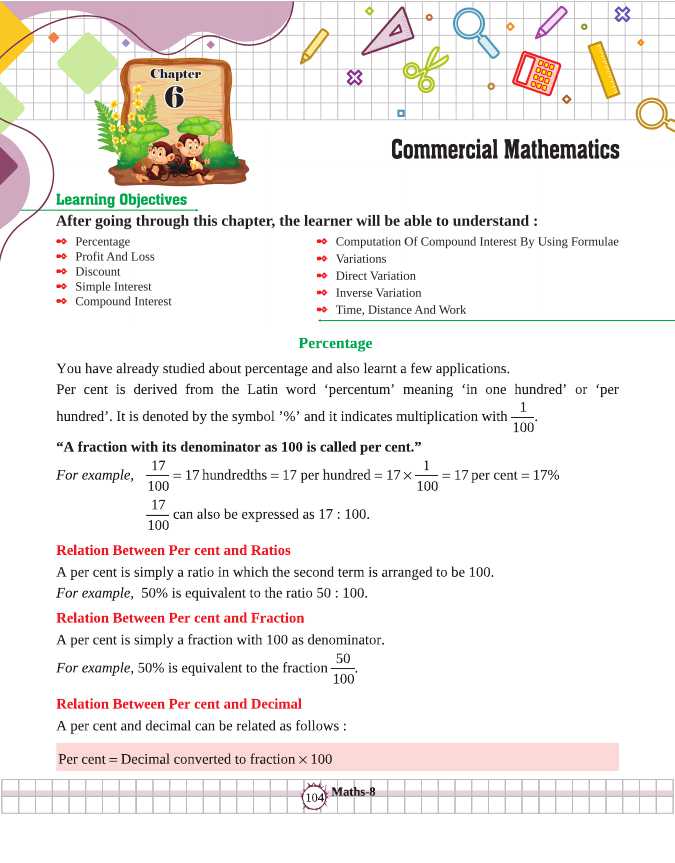 Chapter
6
Commercial Mathematics
Learning Objectives
After going through this chapter, the learner will be able to understand :
Percentage
Profit And Loss
Discount
Simple Interest
Compound Interest
Computation Of Compound Interest By Using Formulae
Variations
Direct Variation
Inverse Variation
Time, Distance And Work
Percentage
You have already studied about percentage and also learnt a few applications.
Per cent is derived from the Latin word ‘percentum’ meaning ‘in one hundred’ or ‘per
hundred’. It is denoted by the symbol ’%’ and it indicates multiplication with 1/100.
“A fraction with its denominator as 100 is called per cent.”
For example, 17/100 = 17 hundredths = 17 per hundred = 17 × 1/100 = 17 per cent = 17%
17/100 can also be expressed as 17 : 100.
Relation Between Per cent and Ratios
A per cent is simply a ratio in which the second term is arranged to be 100.
For example, 50% is equivalent to the ratio 50 : 100.
Relation Between Per cent and Fraction
A per cent is simply a fraction with 100 as denominator.
For example, 50% is equivalent to the fraction 50/100.
Relation Between Per cent and Decimal
A per cent and decimal can be related as follows :
Per cent = Decimal converted to fraction × 100
104 Maths-8